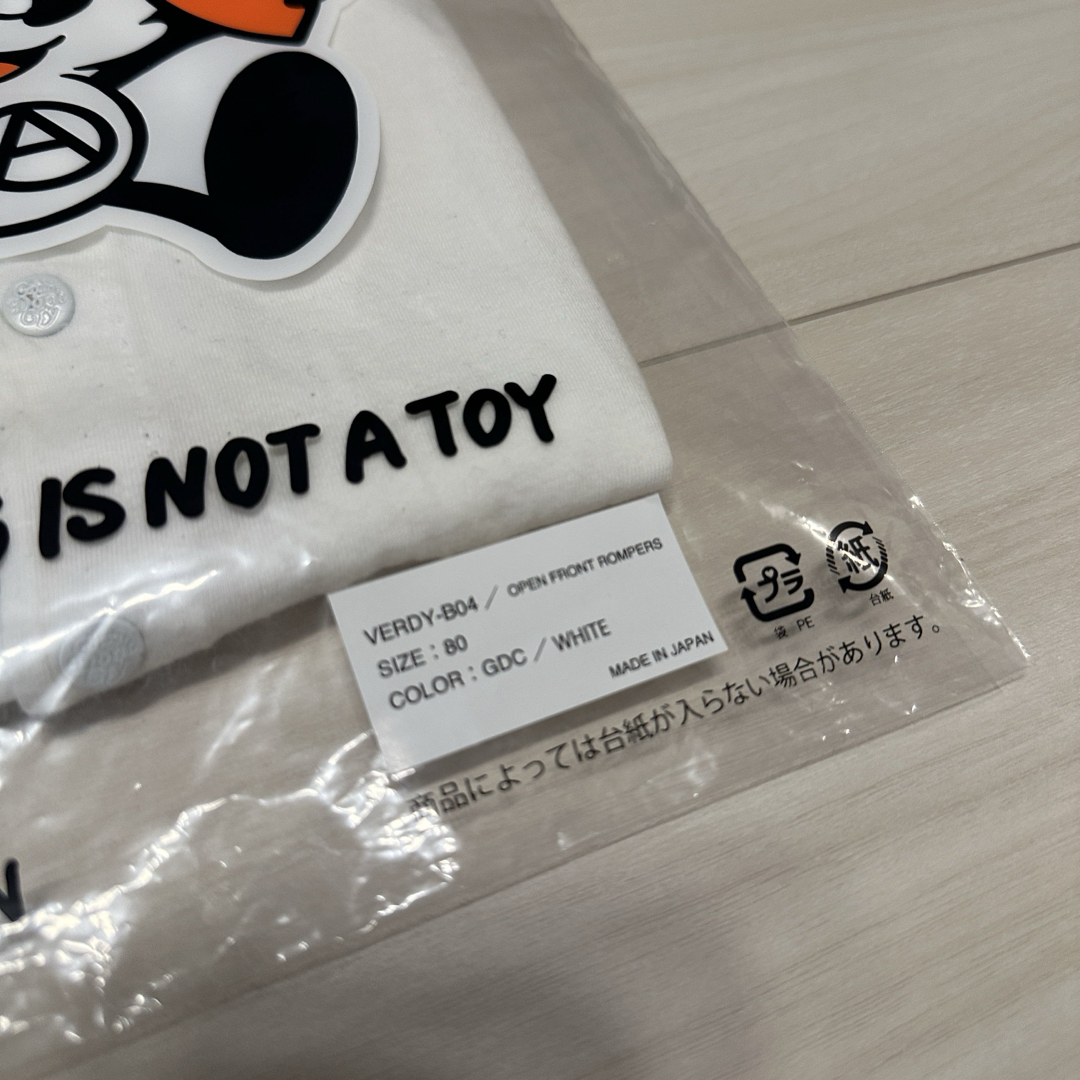 A
IS NOT A TOY
VERDY-B04 / OPEN FRONT ROMPERS
SIZE : 80
COLOR : GDC / WHITE
MADE IN JAPAN
プラ
袋 PE
紙
台紙
商品によっては台紙が入らない場合があります。